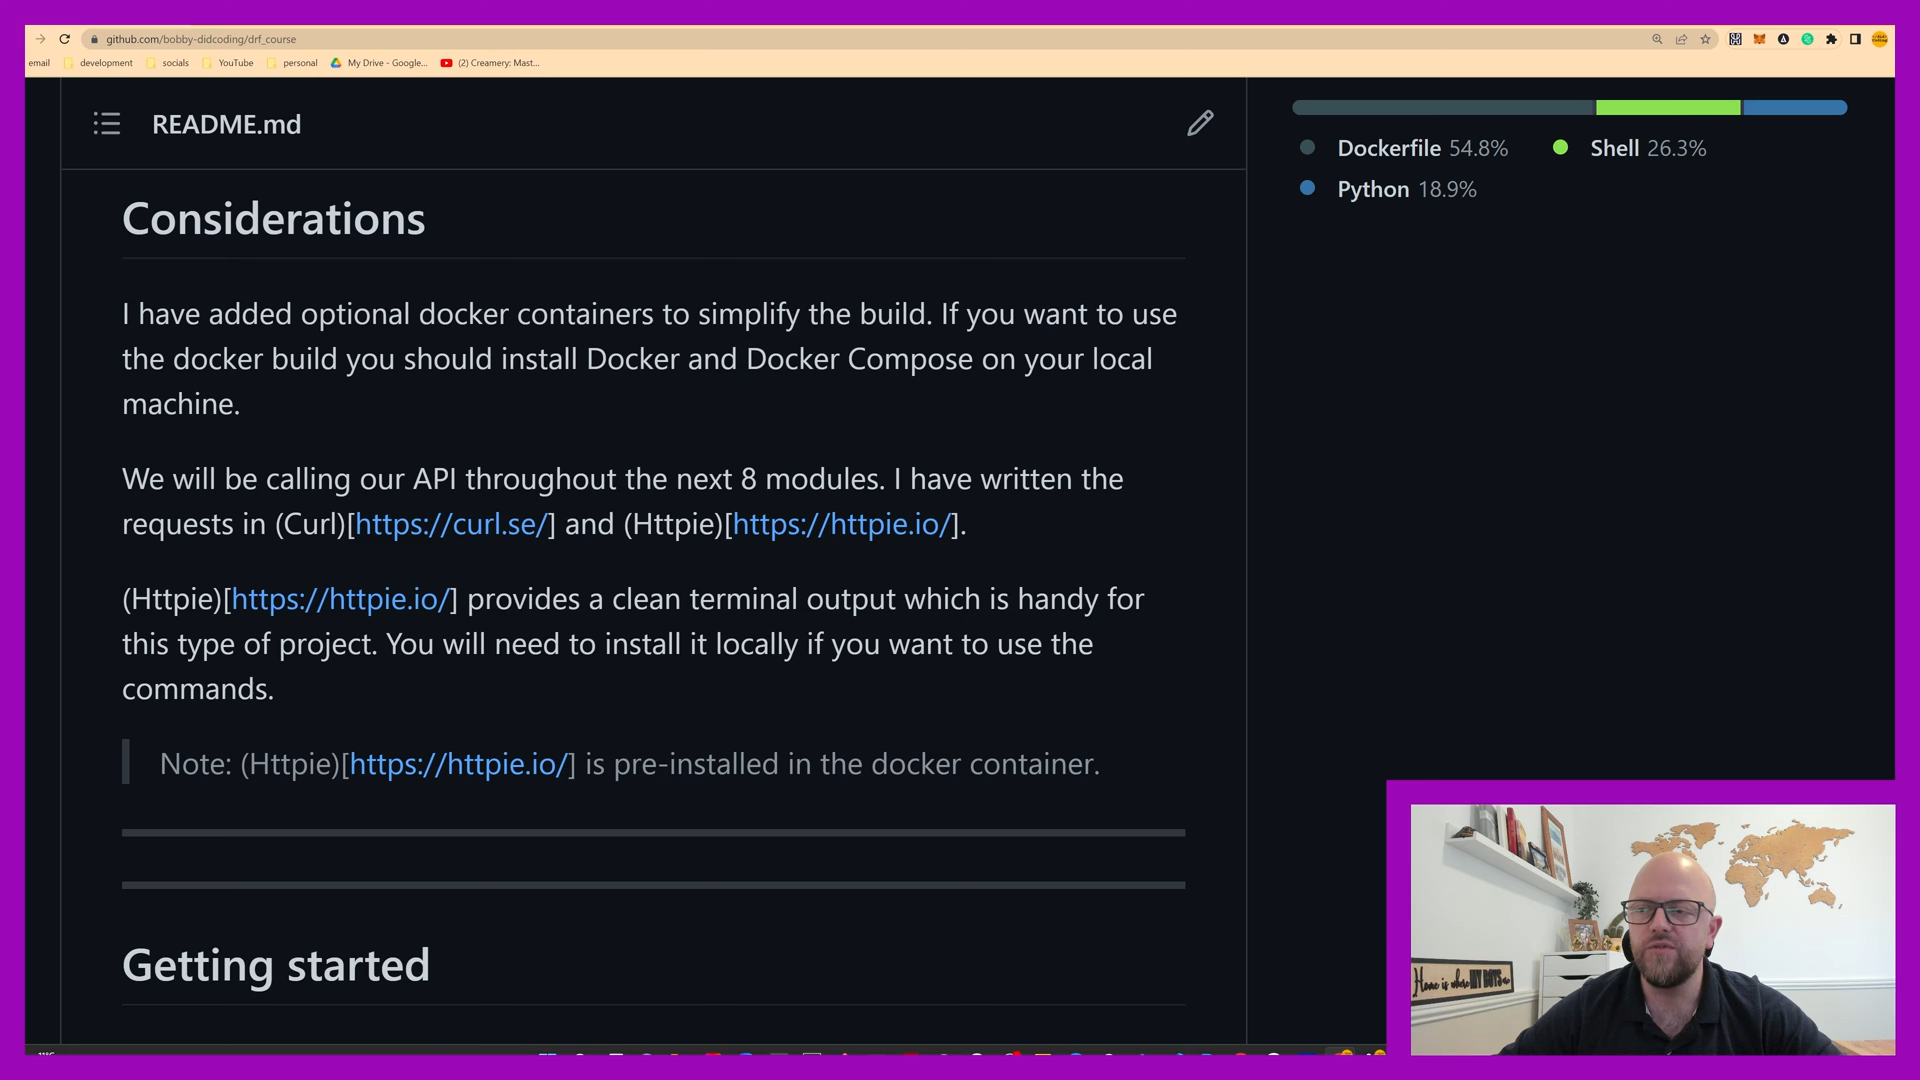 github.com/bobby-didcoding/drf_course
email development socials YouTube personal My Drive - Google... (2) Creamery: Mast...
README.md
Considerations
I have added optional docker containers to simplify the build. If you want to use
the docker build you should install Docker and Docker Compose on your local
machine.
We will be calling our API throughout the next 8 modules. I have written the
requests in (Curl)[https://curl.se/] and (Httpie)[https://httpie.io/].
(Httpie)[https://httpie.io/] provides a clean terminal output which is handy for
this type of project. You will need to install it locally if you want to use the
commands.
Note: (Httpie)[https://httpie.io/] is pre-installed in the docker container.
Getting started
Dockerfile 54.8% Shell 26.3%
Python 18.9%
Home is where MY BOYS